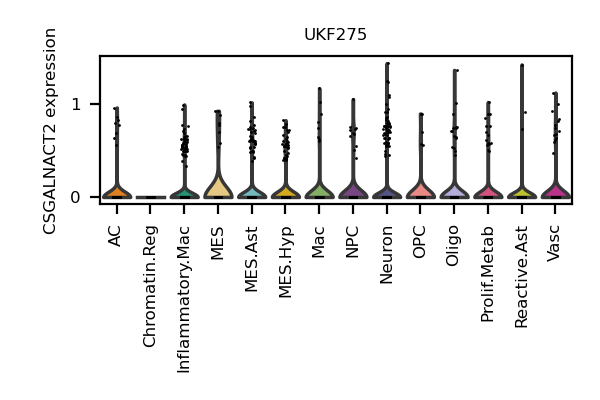 UKF275
CSGALNACT2 expression
1
0
AC
Chromatin.Reg
Inflammatory.Mac
MES
MES.Ast
MES.Hyp
Mac
NPC
Neuron
OPC
Oligo
Prolif.Metab
Reactive.Ast
Vasc